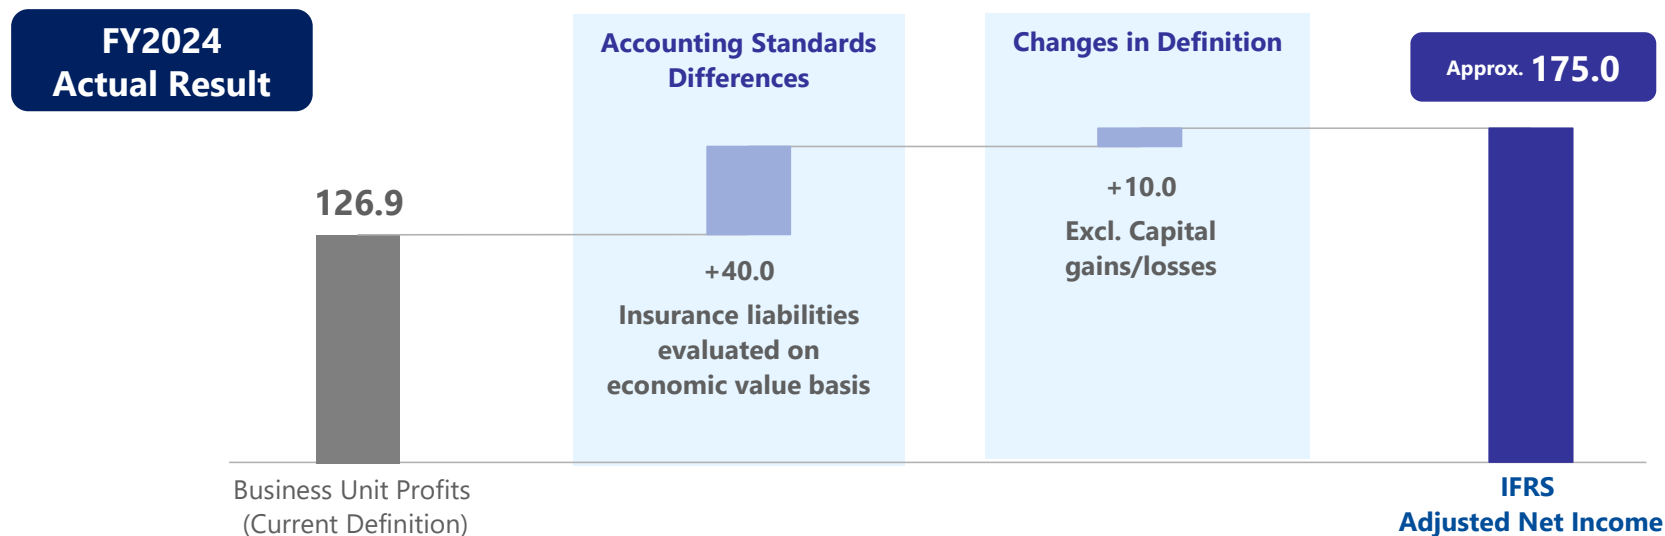 FY2024
Actual Result
Accounting Standards
Differences
Changes in Definition
Approx. 175.0
126.9
+40.0
Insurance liabilities
evaluated on
economic value basis
+10.0
Excl. Capital
gains/losses
Business Unit Profits
(Current Definition)
IFRS
Adjusted Net Income